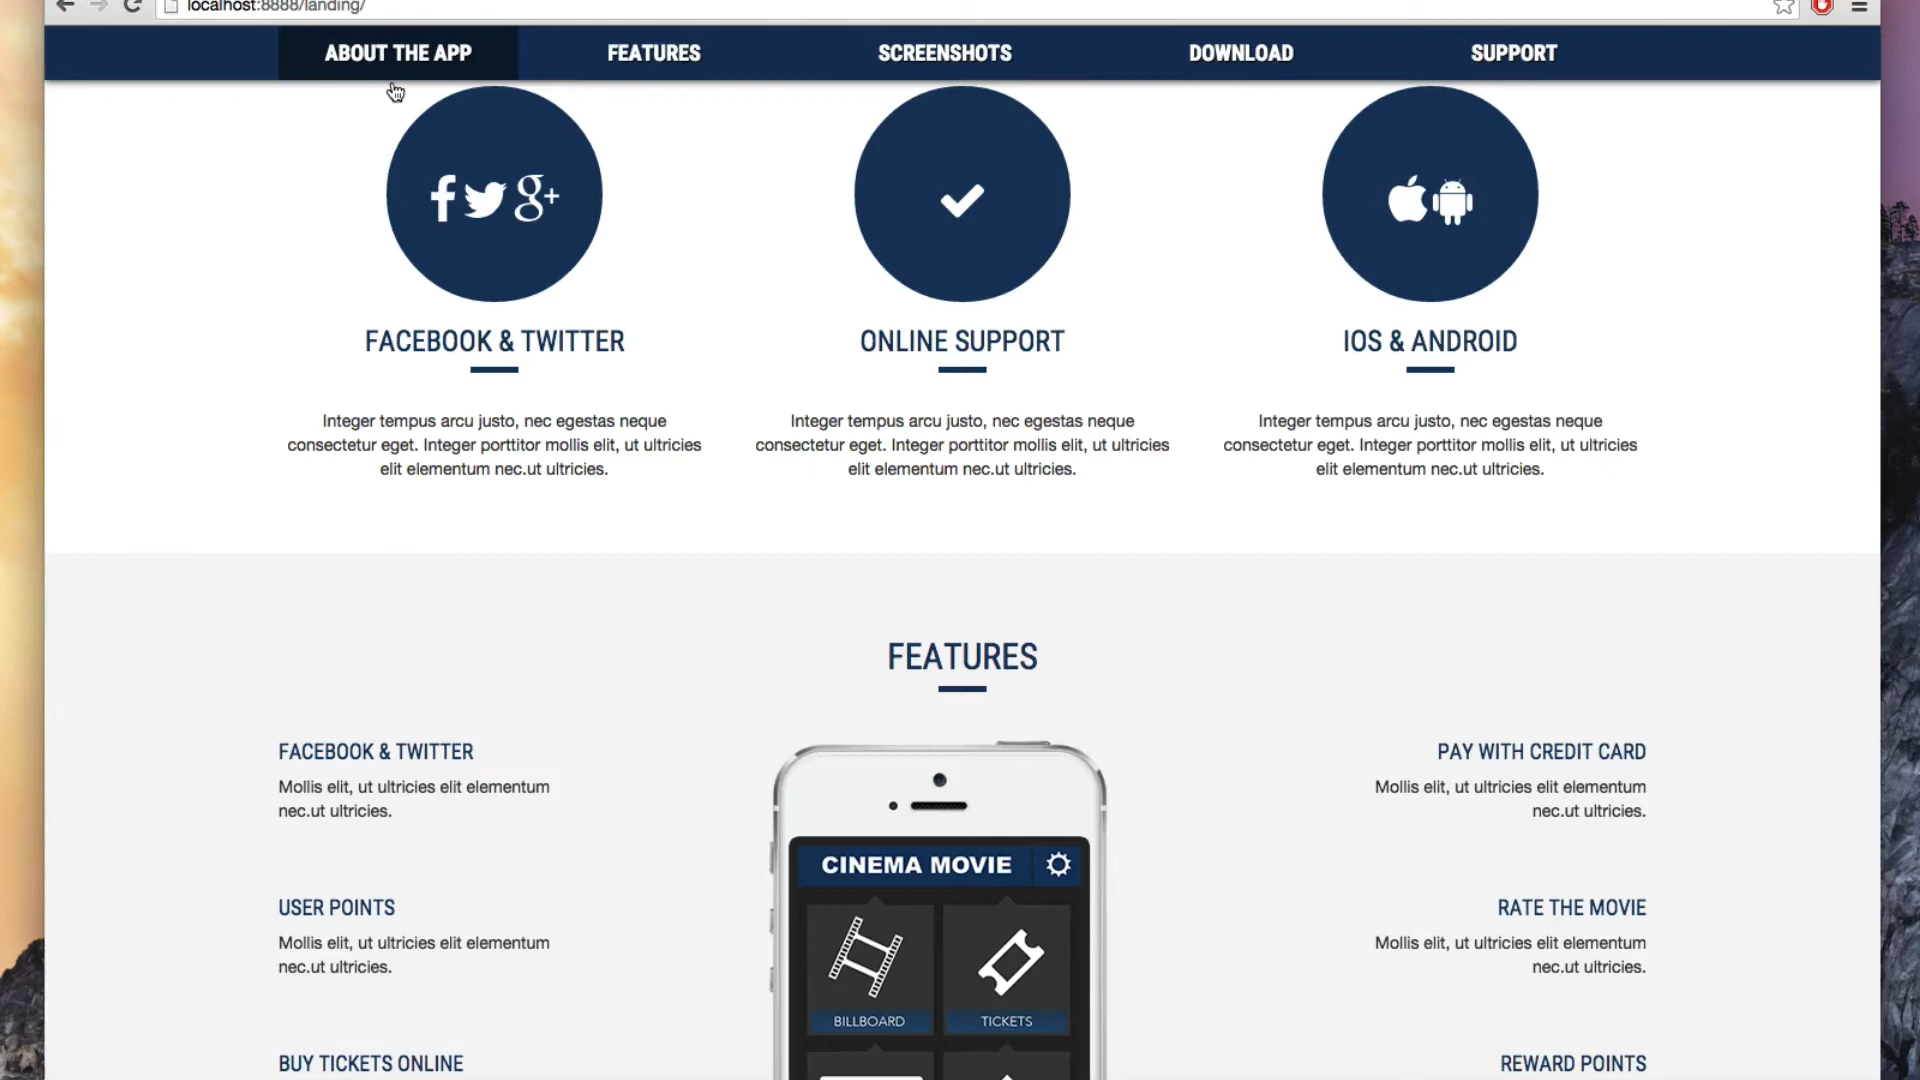 localhost:8888/landing/
ABOUT THE APP
FEATURES
SCREENSHOTS
DOWNLOAD
SUPPORT
FACEBOOK & TWITTER
Integer tempus arcu justo, nec egestas neque
consectetur eget. Integer porttitor mollis elit, ut ultricies
elit elementum nec.ut ultricies.
ONLINE SUPPORT
Integer tempus arcu justo, nec egestas neque
consectetur eget. Integer porttitor mollis elit, ut ultricies
elit elementum nec.ut ultricies.
IOS & ANDROID
Integer tempus arcu justo, nec egestas neque
consectetur eget. Integer porttitor mollis elit, ut ultricies
elit elementum nec.ut ultricies.
FEATURES
FACEBOOK & TWITTER
Mollis elit, ut ultricies elit elementum
nec.ut ultricies.
USER POINTS
Mollis elit, ut ultricies elit elementum
nec.ut ultricies.
BUY TICKETS ONLINE
CINEMA MOVIE
BILLBOARD
TICKETS
PAY WITH CREDIT CARD
Mollis elit, ut ultricies elit elementum
nec.ut ultricies.
RATE THE MOVIE
Mollis elit, ut ultricies elit elementum
nec.ut ultricies.
REWARD POINTS